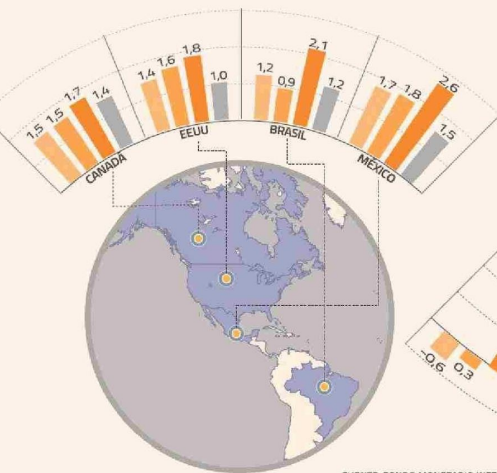 1,5 1,5 1,7 1,4
CANADÁ
1,4 1,6 1,8 1,0
EEUU
1,2 0,9 2,1 1,2
BRASIL
1,7 1,8 2,6 1,5
MÉXICO
-0,6 0,3